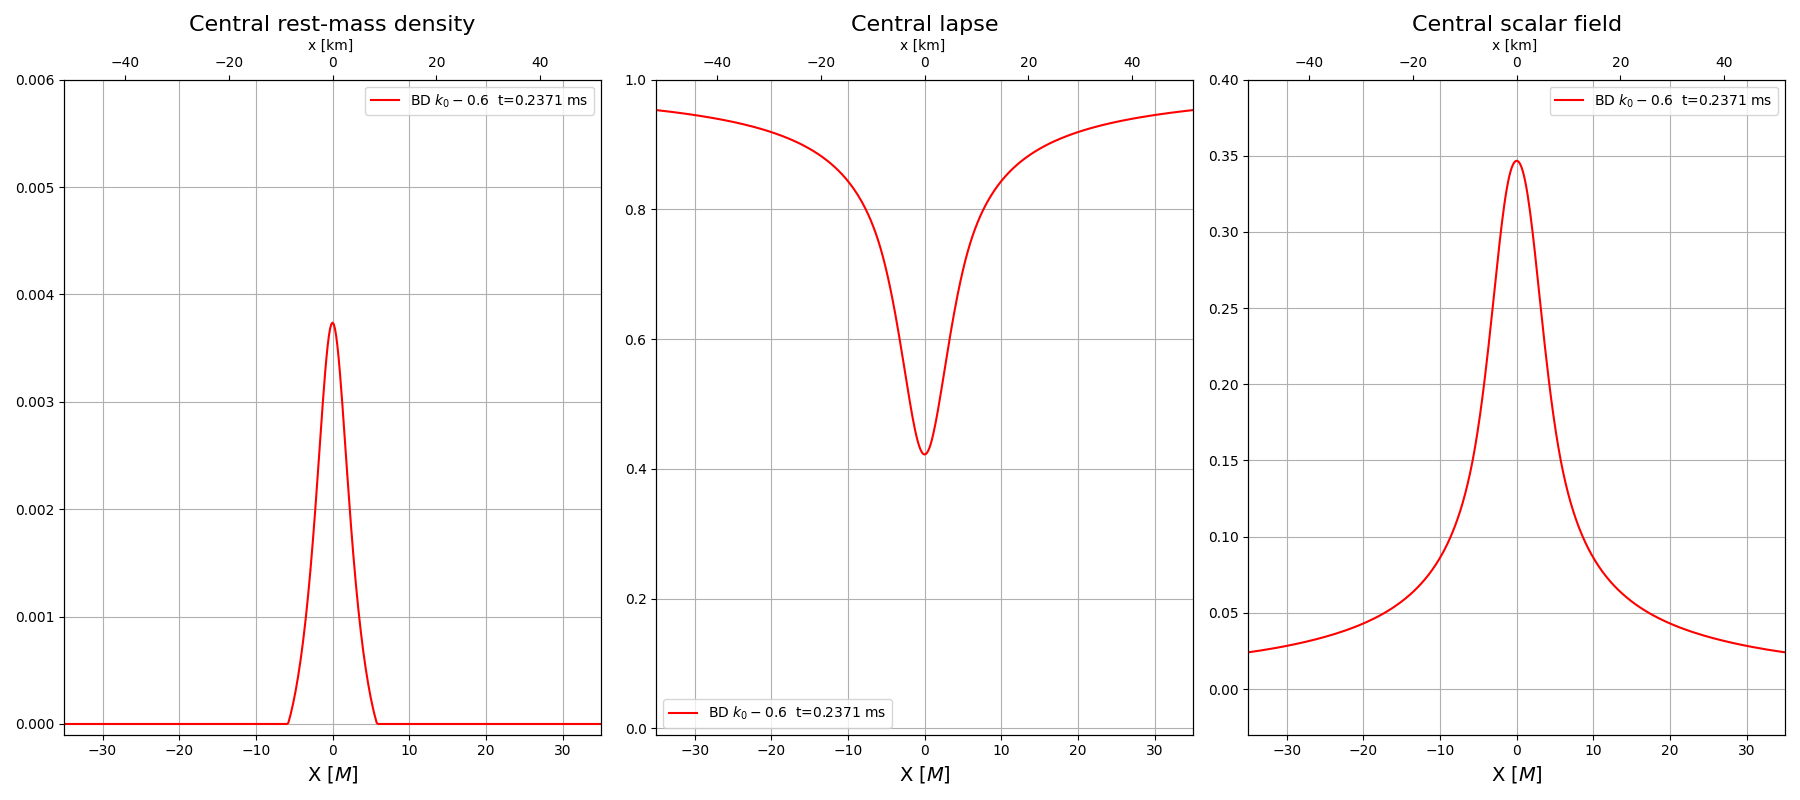 Central rest-mass density
x [km]
−40 −20 0 20 40
0.006
0.005
0.004
0.003
0.002
0.001
0.000
BD k₀ − 0.6 t=0.2371 ms
−30 −20 −10 0 10 20 30
X [M]
Central lapse
x [km]
−40 −20 0 20 40
1.0
0.8
0.6
0.4
0.2
0.0
BD k₀ − 0.6 t=0.2371 ms
−30 −20 −10 0 10 20 30
X [M]
Central scalar field
x [km]
−40 −20 0 20 40
0.40
0.35
0.30
0.25
0.20
0.15
0.10
0.05
0.00
BD k₀ − 0.6 t=0.2371 ms
−30 −20 −10 0 10 20 30
X [M]